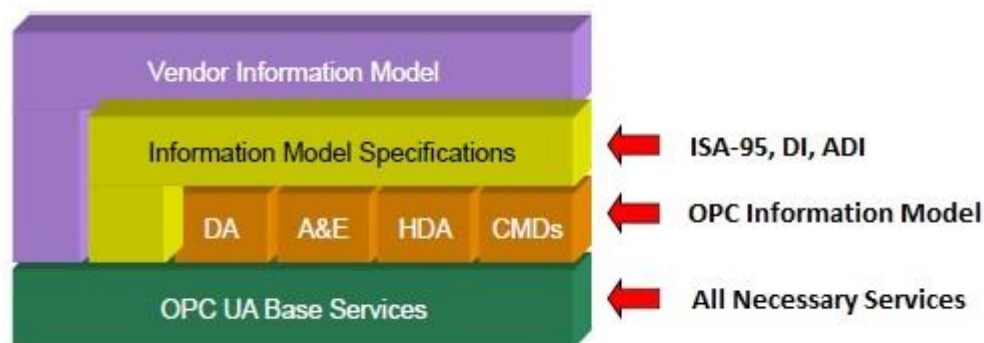 Vendor Information Model
Information Model Specifications
ISA-95, DI, ADI
DA A&E HDA CMDs
OPC Information Model
OPC UA Base Services
All Necessary Services